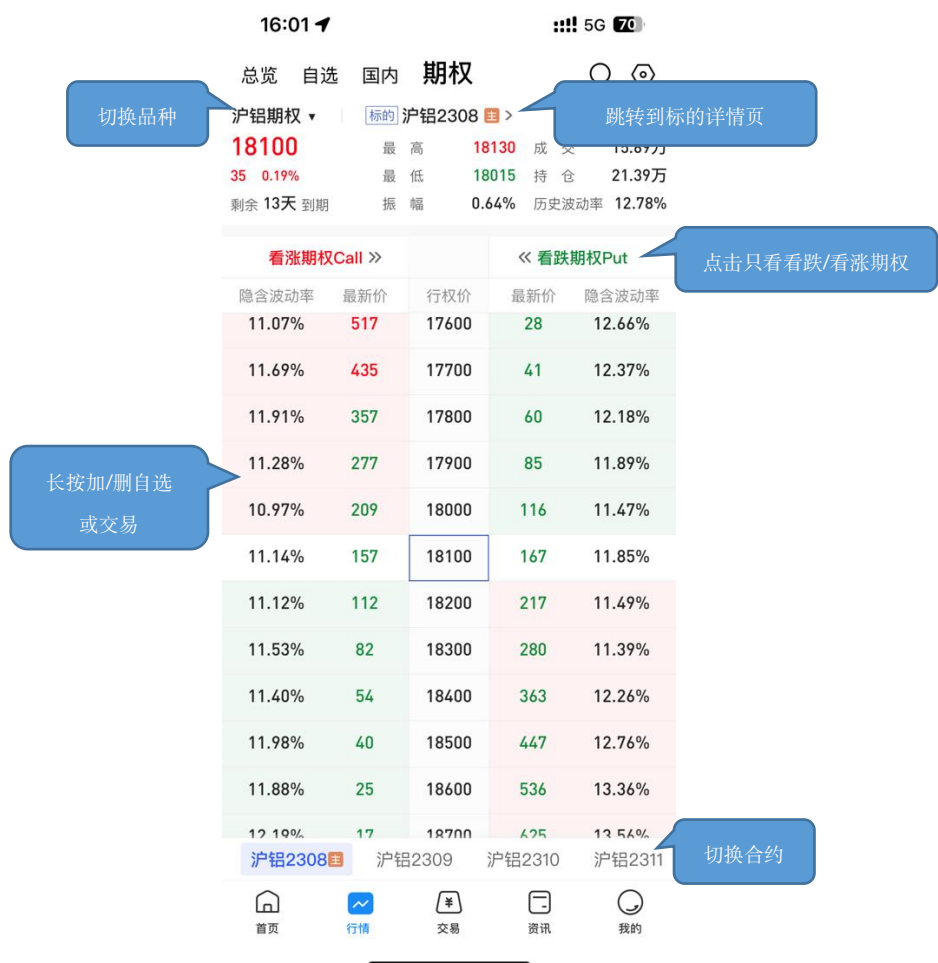 16:01 5G 70
总览 自选 国内 期权
切换品种
沪铝期权 标的 沪铝2308 主
跳转到标的详情页
18100 最高 18130 成交 15.69万
35 0.19% 最低 18015 持仓 21.39万
剩余 13天 到期 振幅 0.64% 历史波动率 12.78%
看涨期权Call 看跌期权Put
点击只看看跌/看涨期权
隐含波动率 最新价 行权价 最新价 隐含波动率
11.07% 517 17600 28 12.66%
11.69% 435 17700 41 12.37%
11.91% 357 17800 60 12.18%
11.28% 277 17900 85 11.89%
长按加/删自选
或交易
10.97% 209 18000 116 11.47%
11.14% 157 18100 167 11.85%
11.12% 112 18200 217 11.49%
11.53% 82 18300 280 11.39%
11.40% 54 18400 363 12.26%
11.98% 40 18500 447 12.76%
11.88% 25 18600 536 13.36%
12.19% 17 18700 625 13.56%
沪铝2308 主 沪铝2309 沪铝2310 沪铝2311
切换合约
首页 行情 交易 资讯 我的